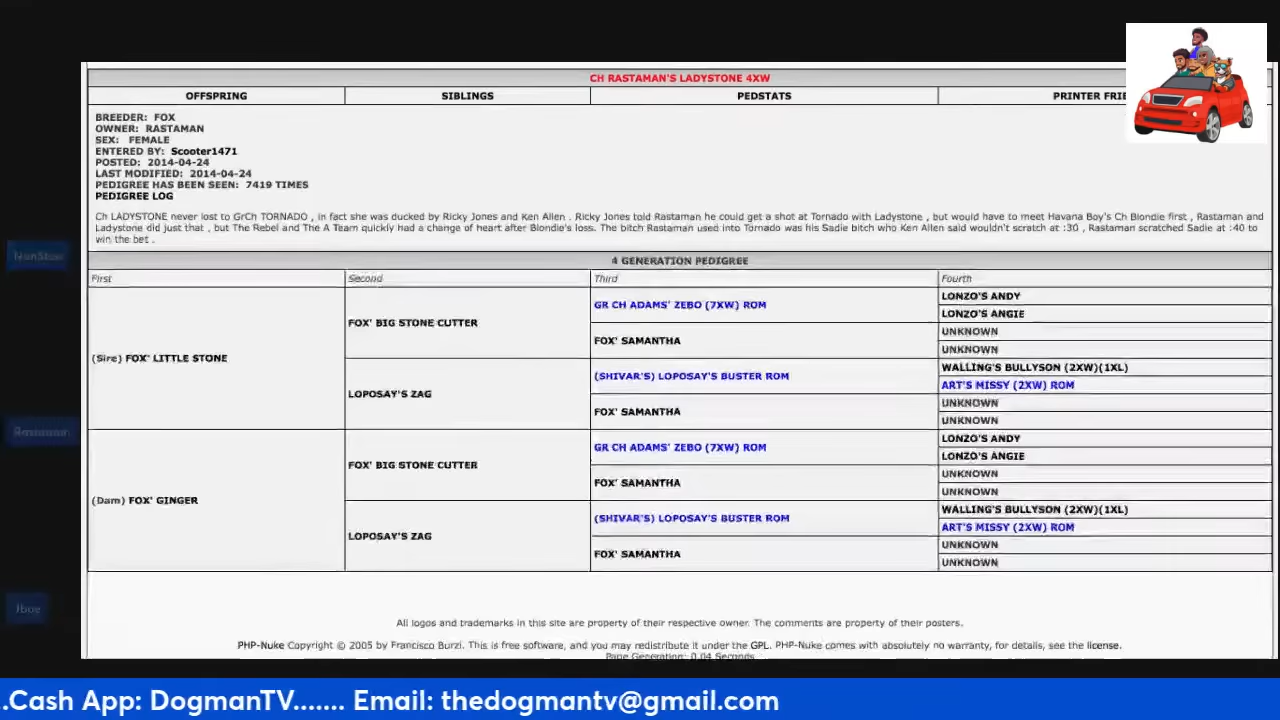 CH RASTAMAN'S LADYSTONE 4XW
OFFSPRING SIBLINGS PEDSTATS PRINTER FRIE
BREEDER: FOX
OWNER: RASTAMAN
SEX: FEMALE
ENTERED BY: Scooter1471
POSTED: 2014-04-24
LAST MODIFIED: 2014-04-24
PEDIGREE HAS BEEN SEEN: 7419 TIMES
PEDIGREE LOG
Ch LADYSTONE never lost to GrCh TORNADO , in fact she was ducked by Ricky Jones and Ken Allen . Ricky Jones told Rastaman he could get a shot at Tornado with Ladystone , but would have to meet Havana Boy's Ch Blondie first , Rastaman and
Ladystone did just that , but The Rebel and The A Team quickly had a change of heart after Blondie's loss. The bitch Rastaman used into Tornado was his Sadie bitch who Ken Allen said wouldn't scratch at :30 , Rastaman scratched Sadie at :40 to
win the bet .
4 GENERATION PEDIGREE
First Second Third Fourth
(Sire) FOX' LITTLE STONE
FOX' BIG STONE CUTTER
GR CH ADAMS' ZEBO (7XW) ROM
LONZO'S ANDY
LONZO'S ANGIE
FOX' SAMANTHA
UNKNOWN
UNKNOWN
LOPOSAY'S ZAG
(SHIVAR'S) LOPOSAY'S BUSTER ROM
WALLING'S BULLYSON (2XW)(1XL)
ART'S MISSY (2XW) ROM
FOX' SAMANTHA
UNKNOWN
UNKNOWN
(Dam) FOX' GINGER
FOX' BIG STONE CUTTER
GR CH ADAMS' ZEBO (7XW) ROM
LONZO'S ANDY
LONZO'S ANGIE
FOX' SAMANTHA
UNKNOWN
UNKNOWN
LOPOSAY'S ZAG
(SHIVAR'S) LOPOSAY'S BUSTER ROM
WALLING'S BULLYSON (2XW)(1XL)
ART'S MISSY (2XW) ROM
FOX' SAMANTHA
UNKNOWN
UNKNOWN
All logos and trademarks in this site are property of their respective owner. The comments are property of their posters.
PHP-Nuke Copyright © 2005 by Francisco Burzi. This is free software, and you may redistribute it under the GPL. PHP-Nuke comes with absolutely no warranty, for details, see the license.
Page Generation: 0.04 Seconds
Rastaman
Jboe
..Cash App: DogmanTV....... Email: thedogmantv@gmail.com